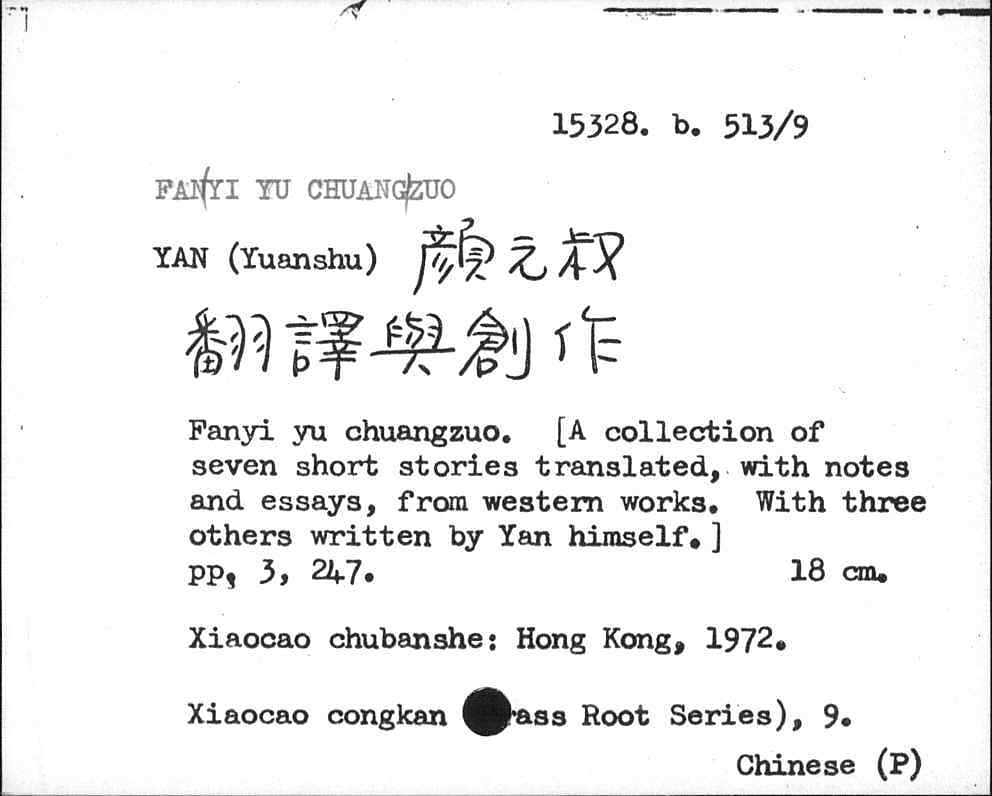 15328. b. 513/9
FANYI YU CHUANGZUO
YAN (Yuanshu) 顏元叔
翻譯與創作
Fanyi yu chuangzuo. [A collection of
seven short stories translated, with notes
and essays, from western works. With three
others written by Yan himself.]
pp, 3, 247. 18 cm.
Xiaocao chubanshe: Hong Kong, 1972.
Xiaocao congkan ass Root Series), 9.
Chinese (P)